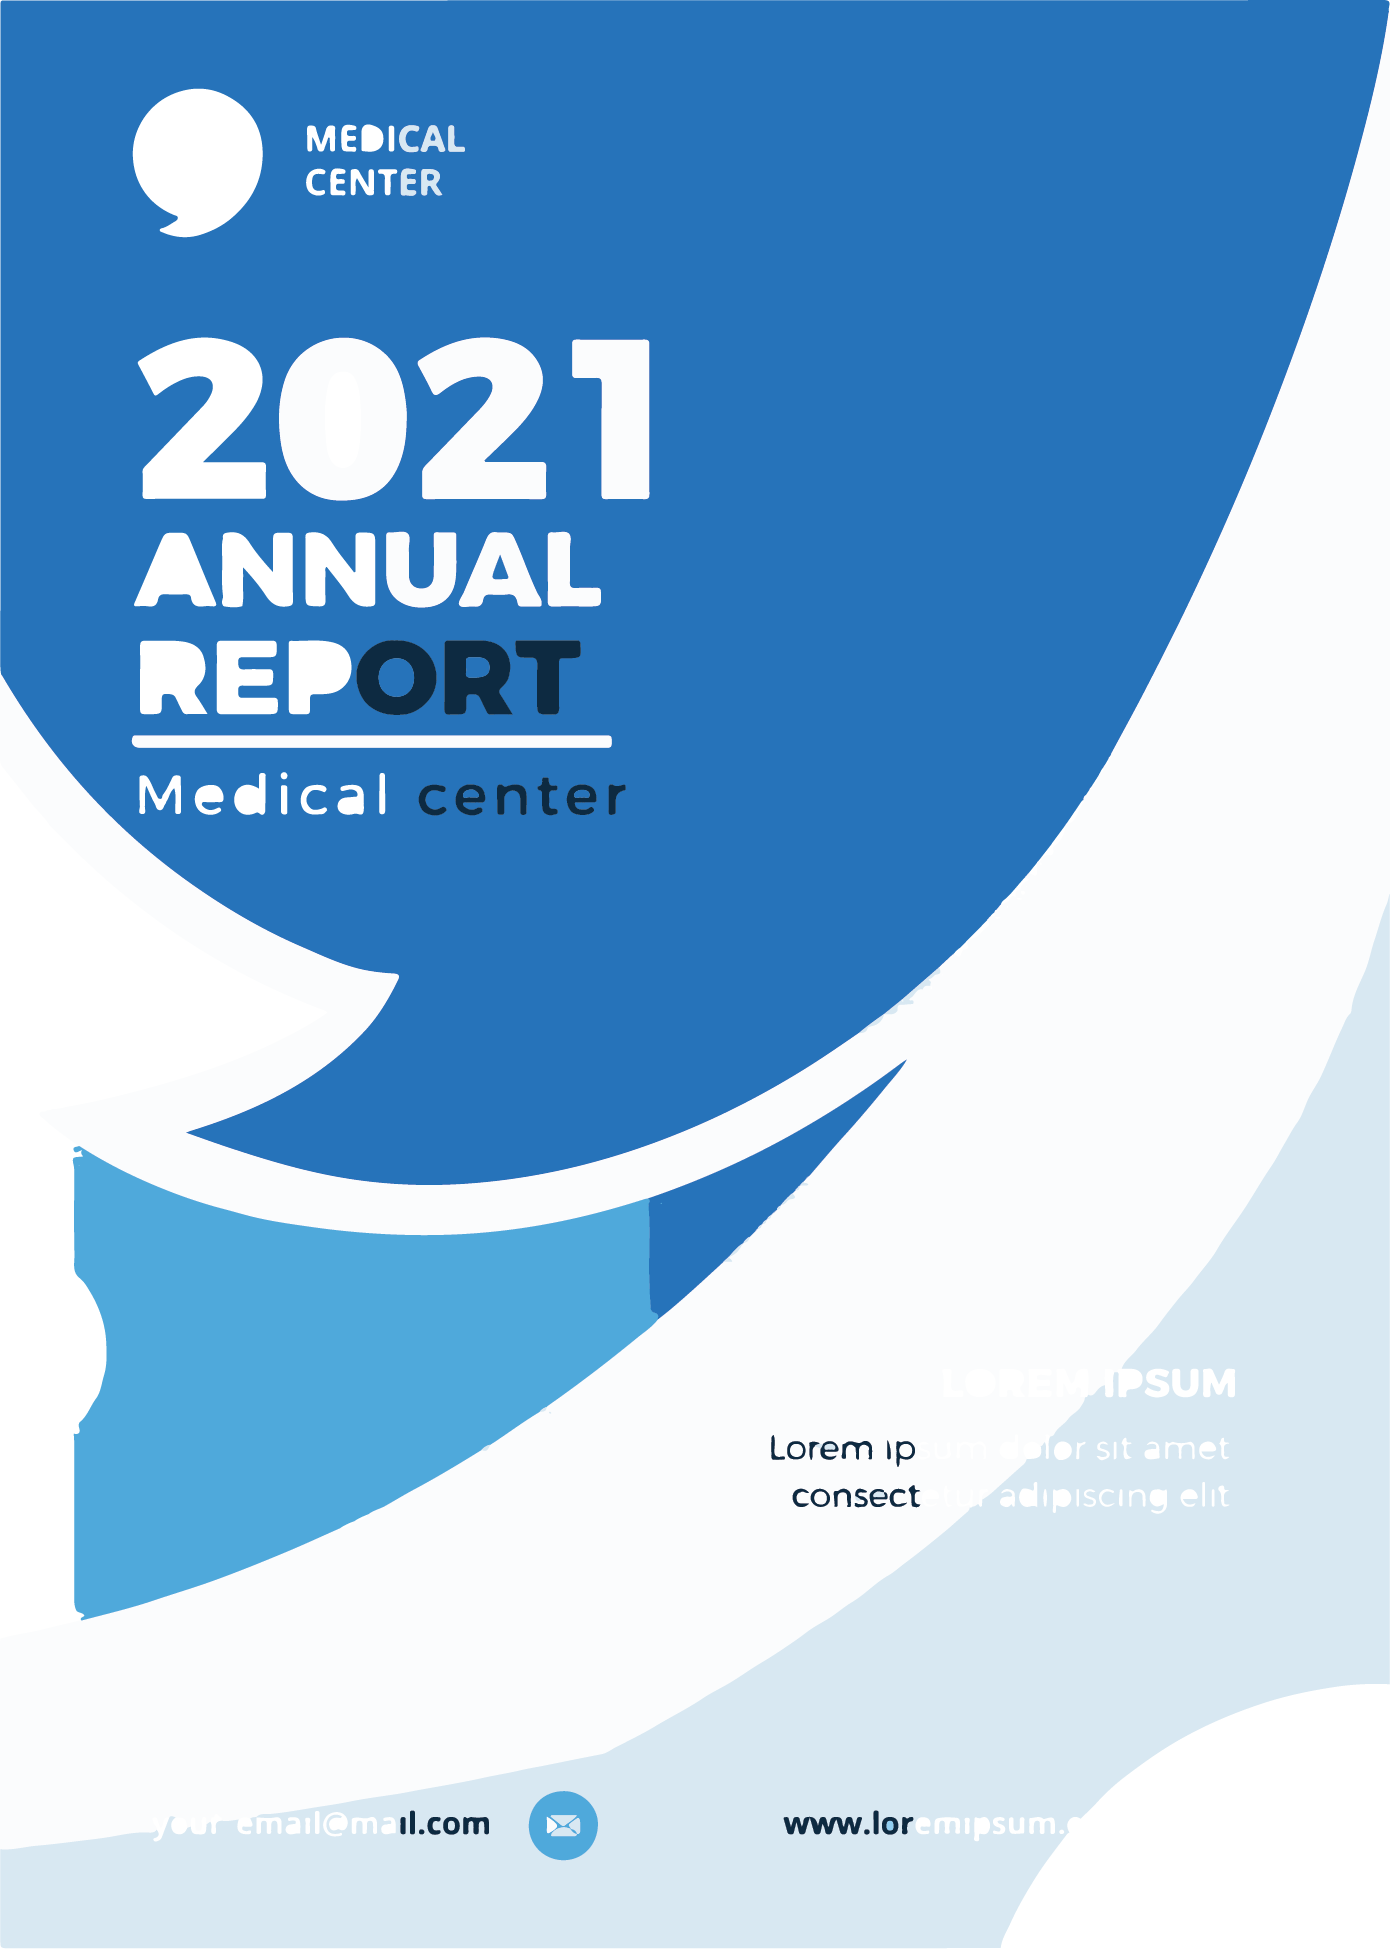 MEDICAL
CENTER
2021
ANNUAL
REPORT
Medical center
LOREM IPSUM
Lorem ipsum dolor sit amet
consectetur adipiscing elit
your email@mail.com
www.loremipsum.c